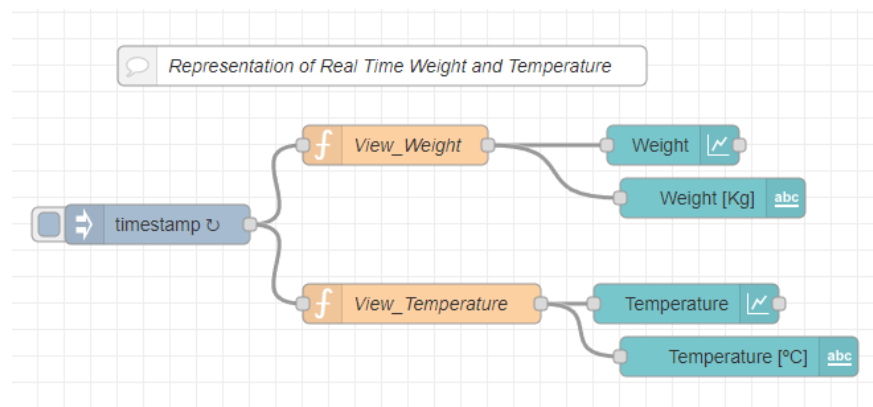 Representation of Real Time Weight and Temperature
View_Weight
Weight
Weight [Kg]
abc
timestamp ↻
View_Temperature
Temperature
Temperature [ºC]
abc